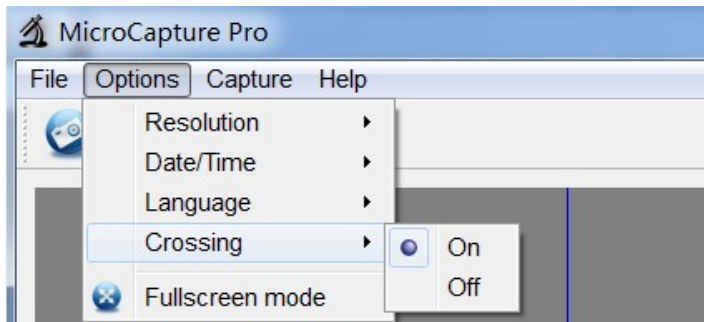 MicroCapture Pro
File Options Capture Help
Resolution
Date/Time
Language
Crossing
On
Off
Fullscreen mode